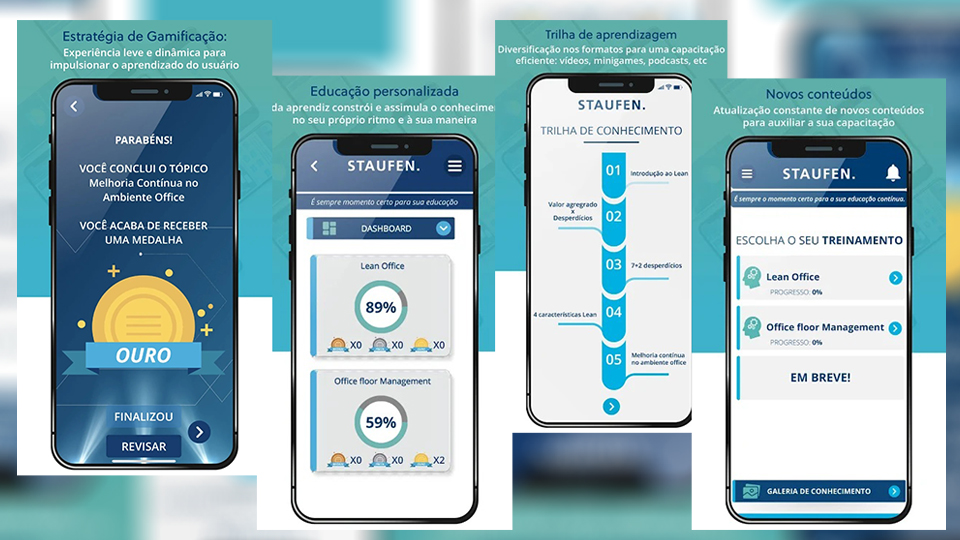 Estratégia de Gamificação:
Experiência leve e dinâmica para
impulsionar o aprendizado do usuário
PARABÉNS!
VOCÊ CONCLUI O TÓPICO
Melhoria Contínua no
Ambiente Office
VOCÊ ACABA DE RECEBER
UMA MEDALHA
OURO
FINALIZOU
REVISAR
Educação personalizada
da aprendiz constrói e assimila o conhecimen
no seu próprio ritmo e à sua maneira
STAUFEN.
É sempre momento certo para a sua educação
DASHBOARD
Lean Office
89%
X0 X0 X0
Office floor Management
59%
X0 X0 X2
Trilha de aprendizagem
Diversificação nos formatos para uma capacitação
eficiente: vídeos, minigames, podcasts, etc
STAUFEN.
TRILHA DE CONHECIMENTO
01
Introdução ao Lean
Valor agregrado
x
Desperdícios
02
03
7+2 desperdícios
4 características Lean
04
05
Melhoria contínua
no ambiente office
Novos conteúdos
Atualização constante de novos conteúdos
para auxiliar a sua capacitação
STAUFEN.
É sempre o momento certo para a sua educação contínua.
ESCOLHA O SEU TREINAMENTO
Lean Office
PROGRESSO: 0%
Office floor Management
PROGRESSO: 0%
EM BREVE!
GALERIA DE CONHECIMENTO